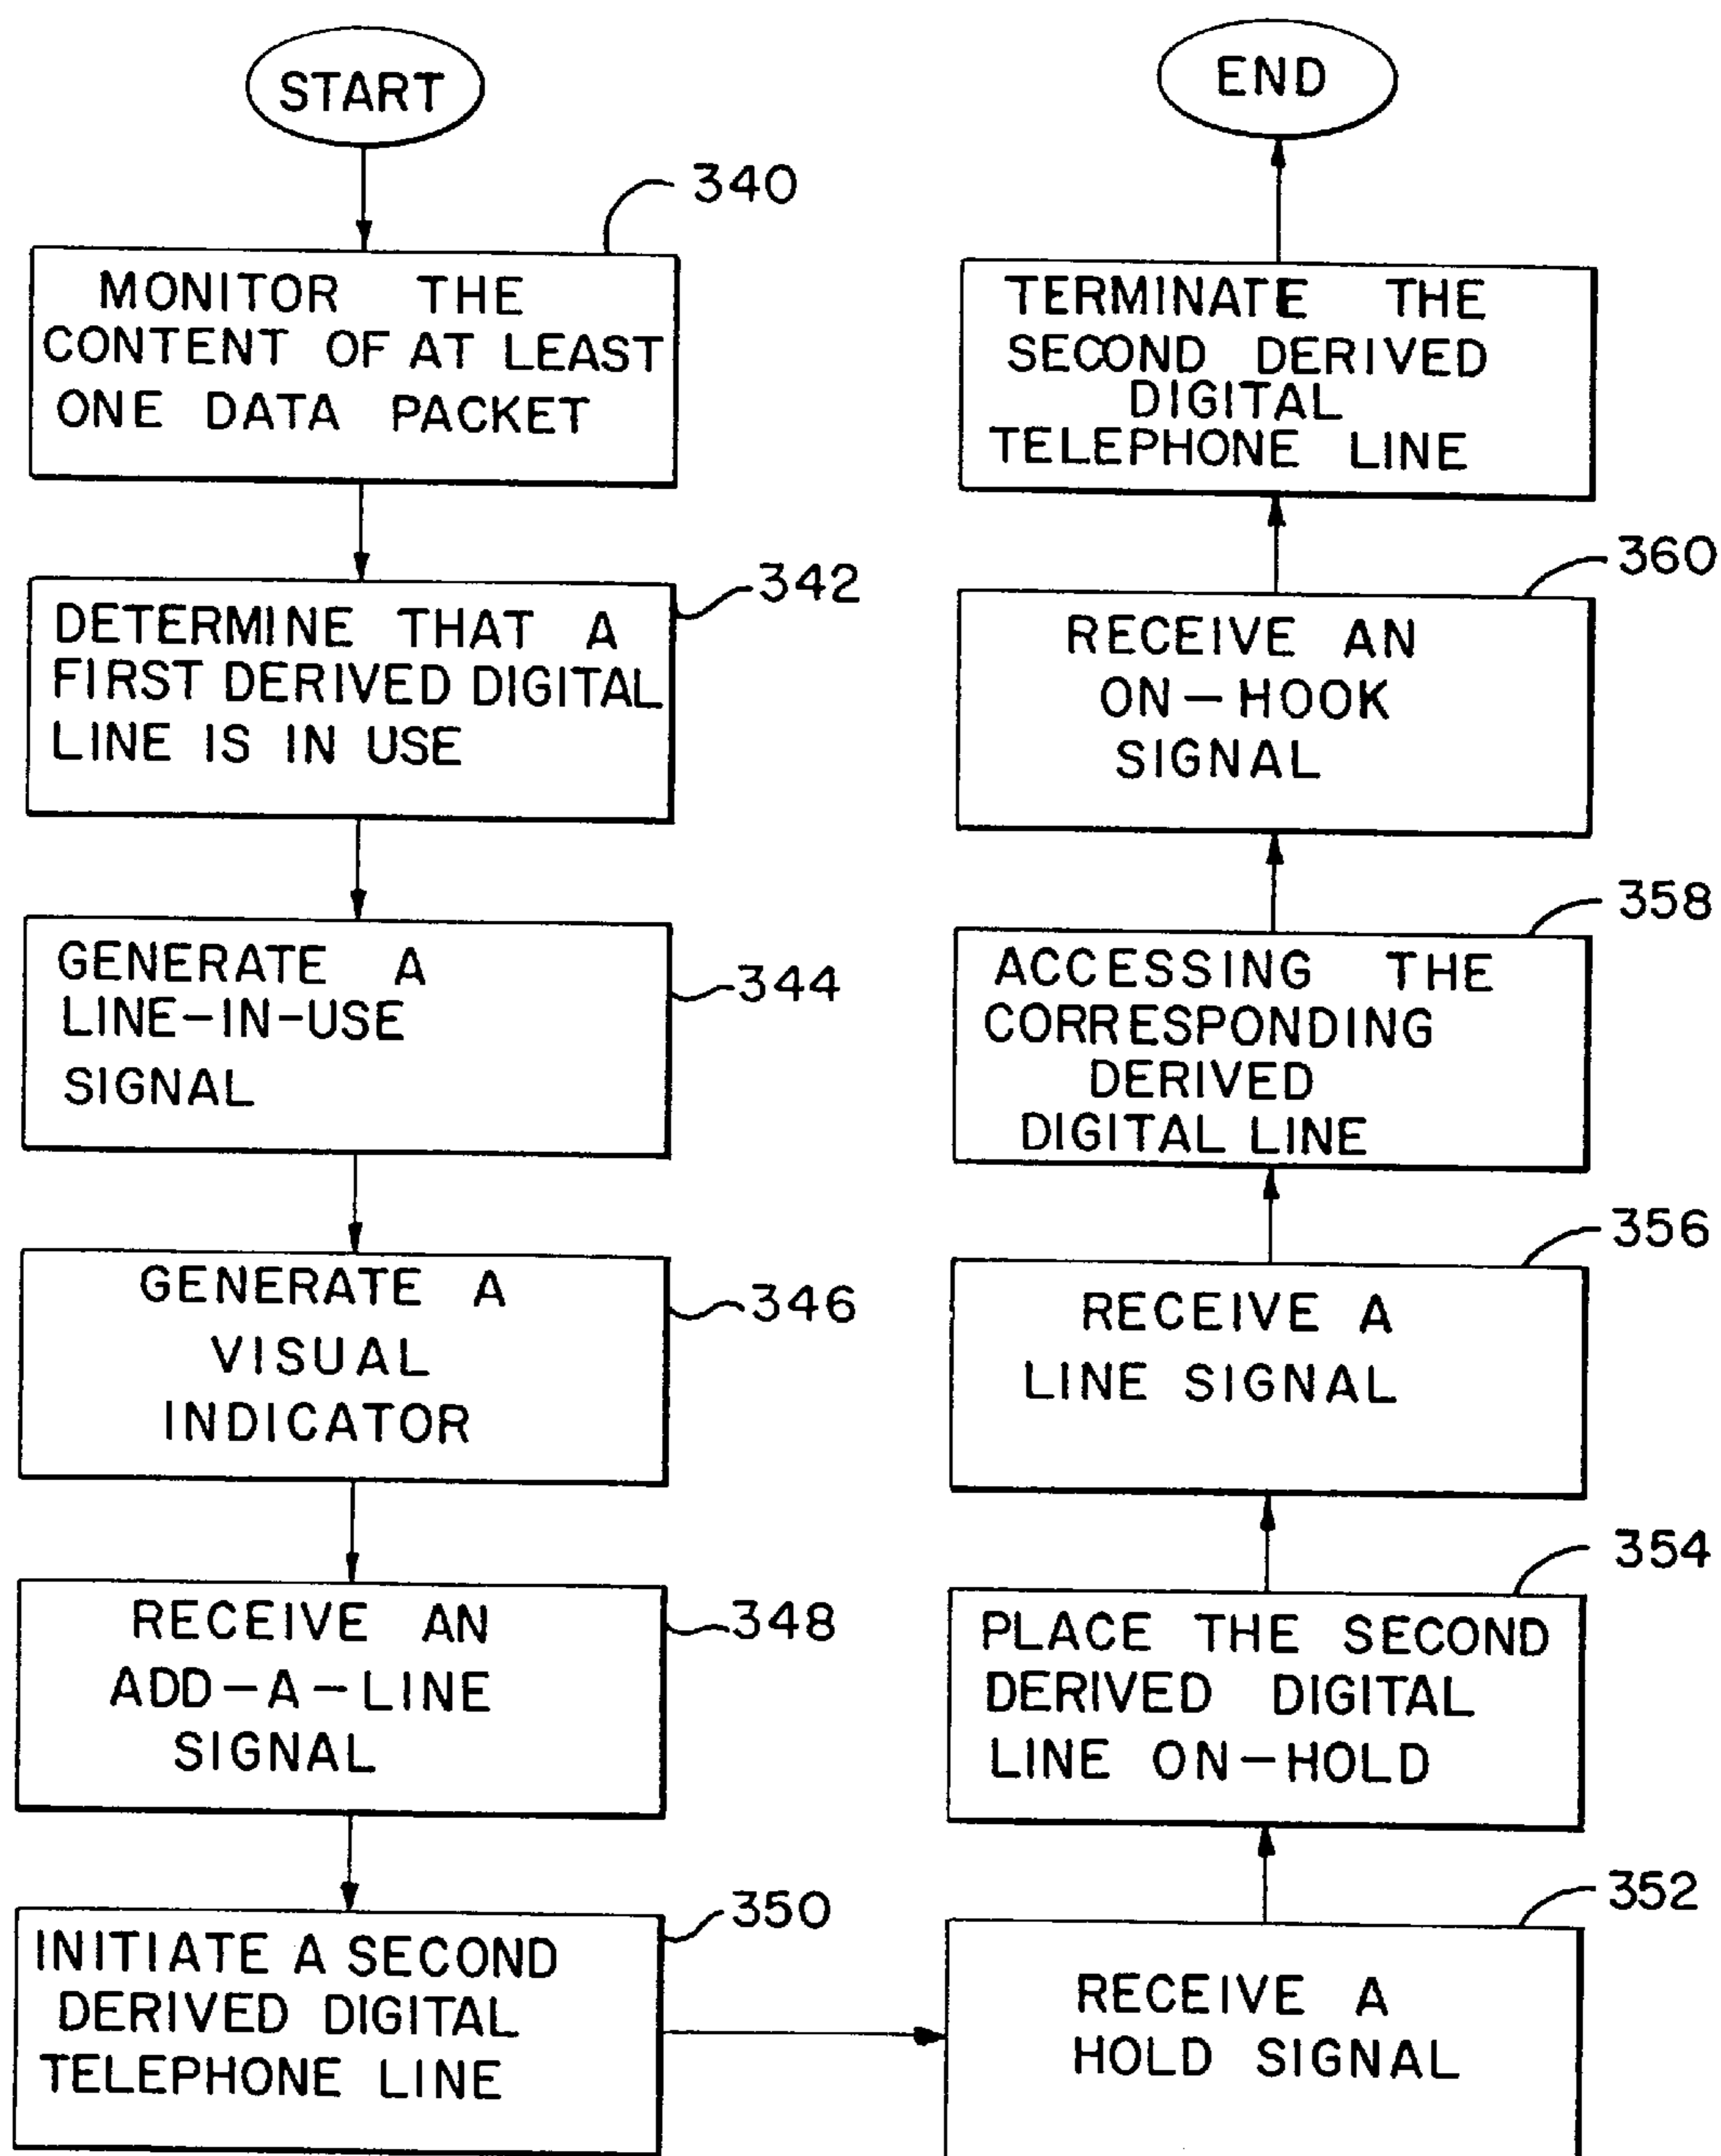 START
340
MONITOR THE
CONTENT OF AT LEAST
ONE DATA PACKET
342
DETERMINE THAT A
FIRST DERIVED DIGITAL
LINE IS IN USE
344
GENERATE A
LINE-IN-USE
SIGNAL
346
GENERATE A
VISUAL
INDICATOR
348
RECEIVE AN
ADD-A-LINE
SIGNAL
350
INITIATE A SECOND
DERIVED DIGITAL
TELEPHONE LINE
352
RECEIVE A
HOLD SIGNAL
354
PLACE THE SECOND
DERIVED DIGITAL
LINE ON-HOLD
356
RECEIVE A
LINE SIGNAL
358
ACCESSING THE
CORRESPONDING
DERIVED
DIGITAL LINE
360
RECEIVE AN
ON-HOOK
SIGNAL
TERMINATE THE
SECOND DERIVED
DIGITAL
TELEPHONE LINE
END